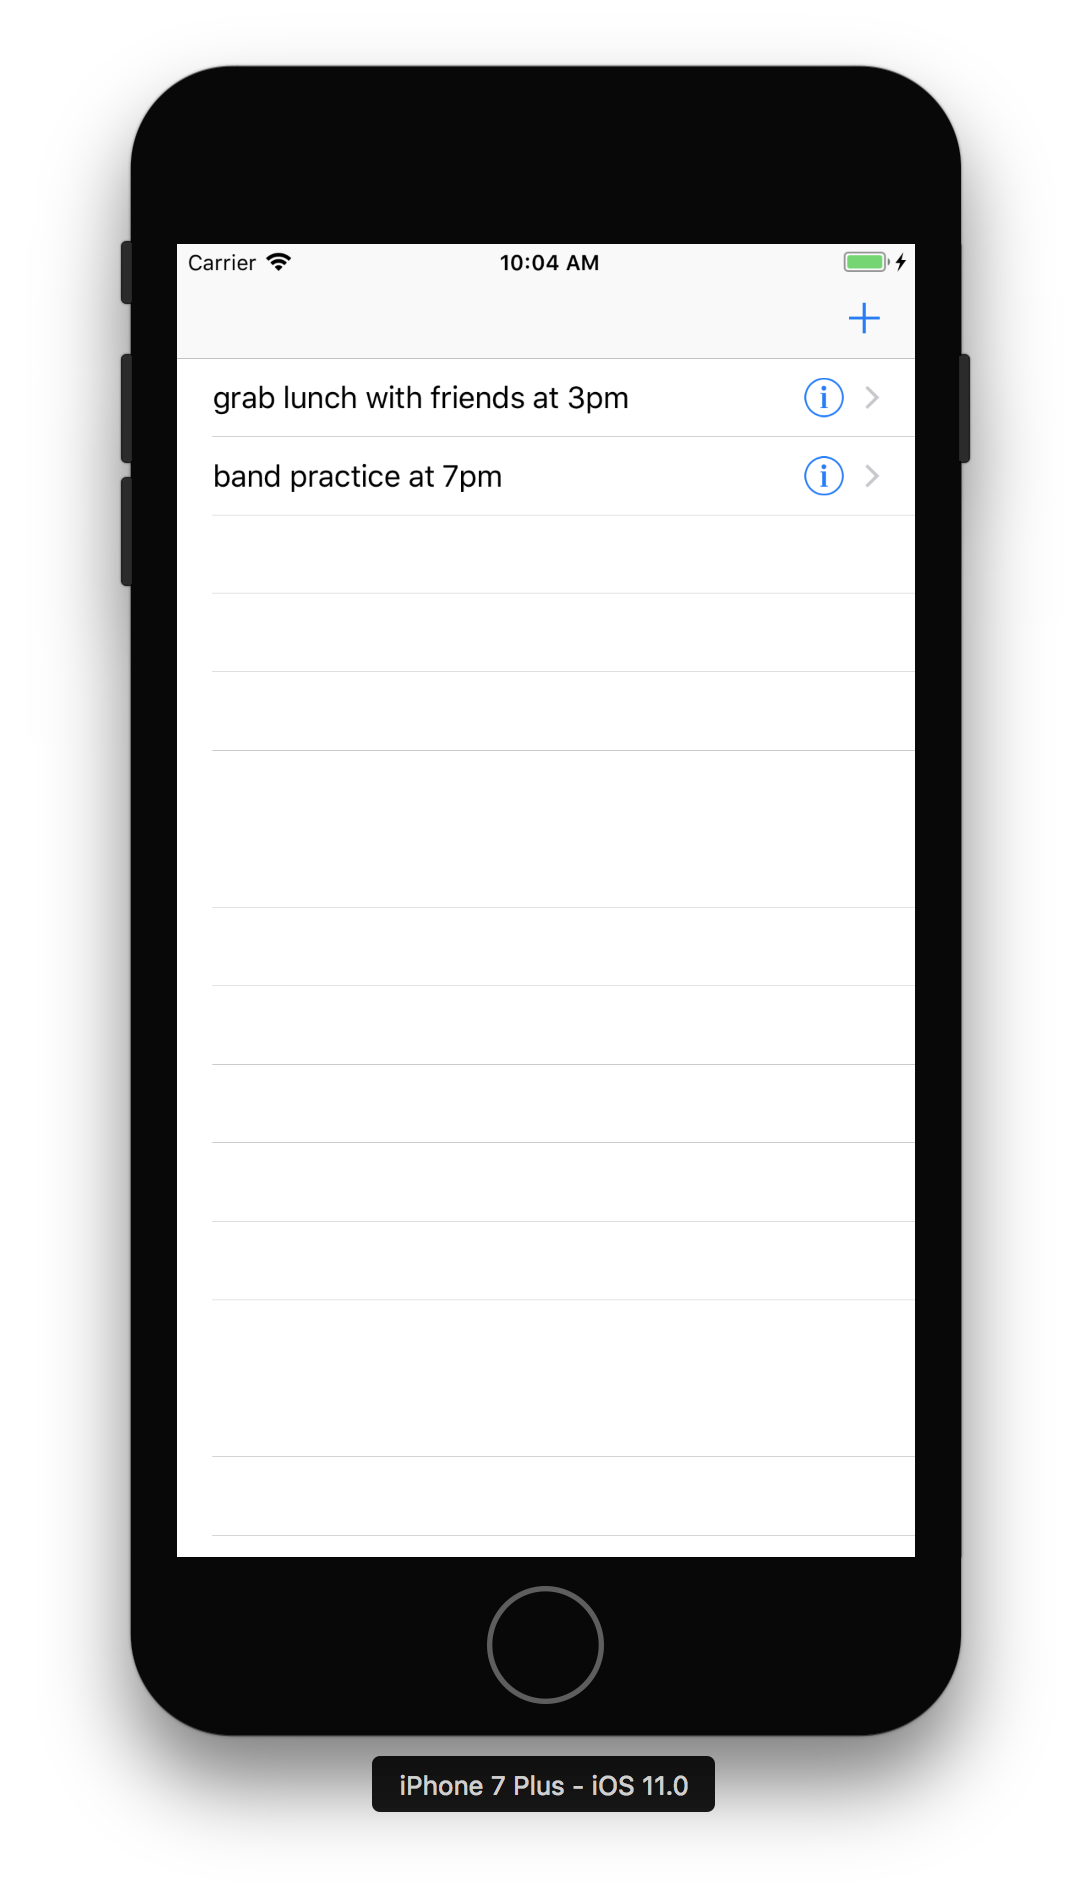 Carrier 10:04 AM
grab lunch with friends at 3pm
band practice at 7pm
iPhone 7 Plus - iOS 11.0